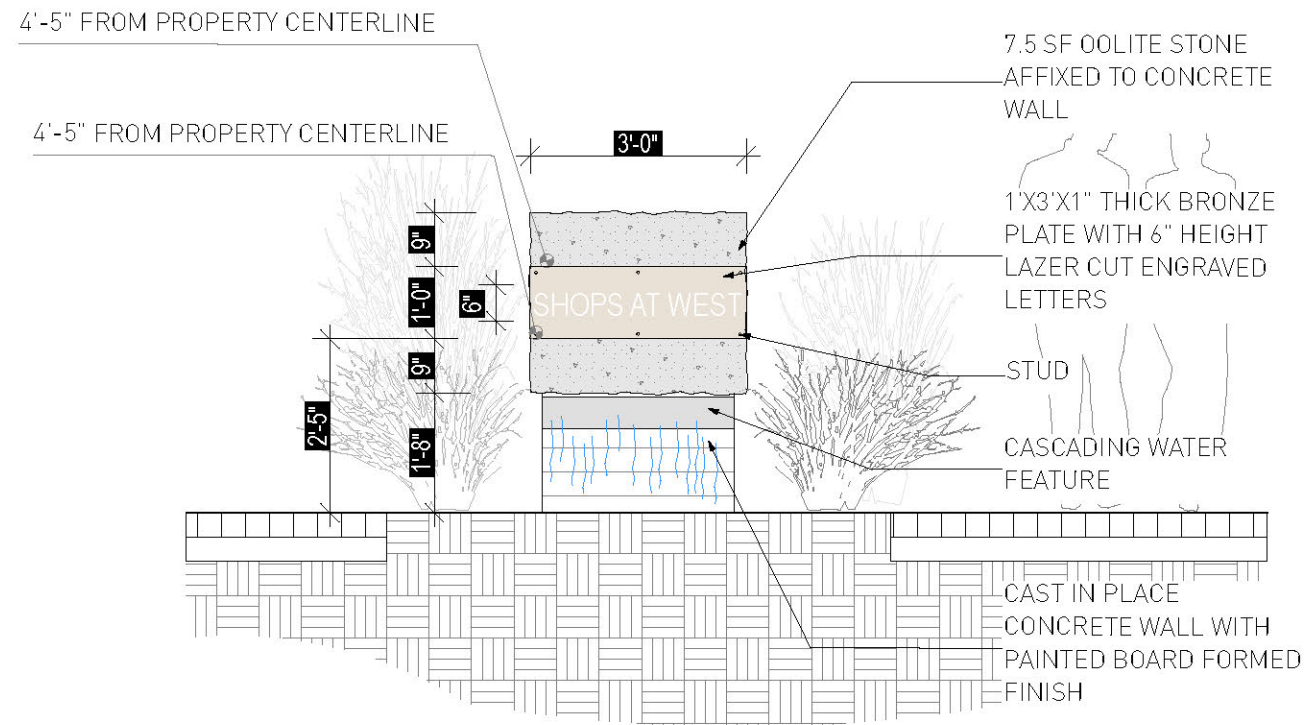 4'-5" FROM PROPERTY CENTERLINE
4'-5" FROM PROPERTY CENTERLINE
3'-0"
9"
1'-0"
6"
9"
2'-5"
1'-8"
SHOPS AT WEST
7.5 SF OOLITE STONE
AFFIXED TO CONCRETE
WALL
1'X3'X1" THICK BRONZE
PLATE WITH 6" HEIGHT
LAZER CUT ENGRAVED
LETTERS
STUD
CASCADING WATER
FEATURE
CAST IN PLACE
CONCRETE WALL WITH
PAINTED BOARD FORMED
FINISH